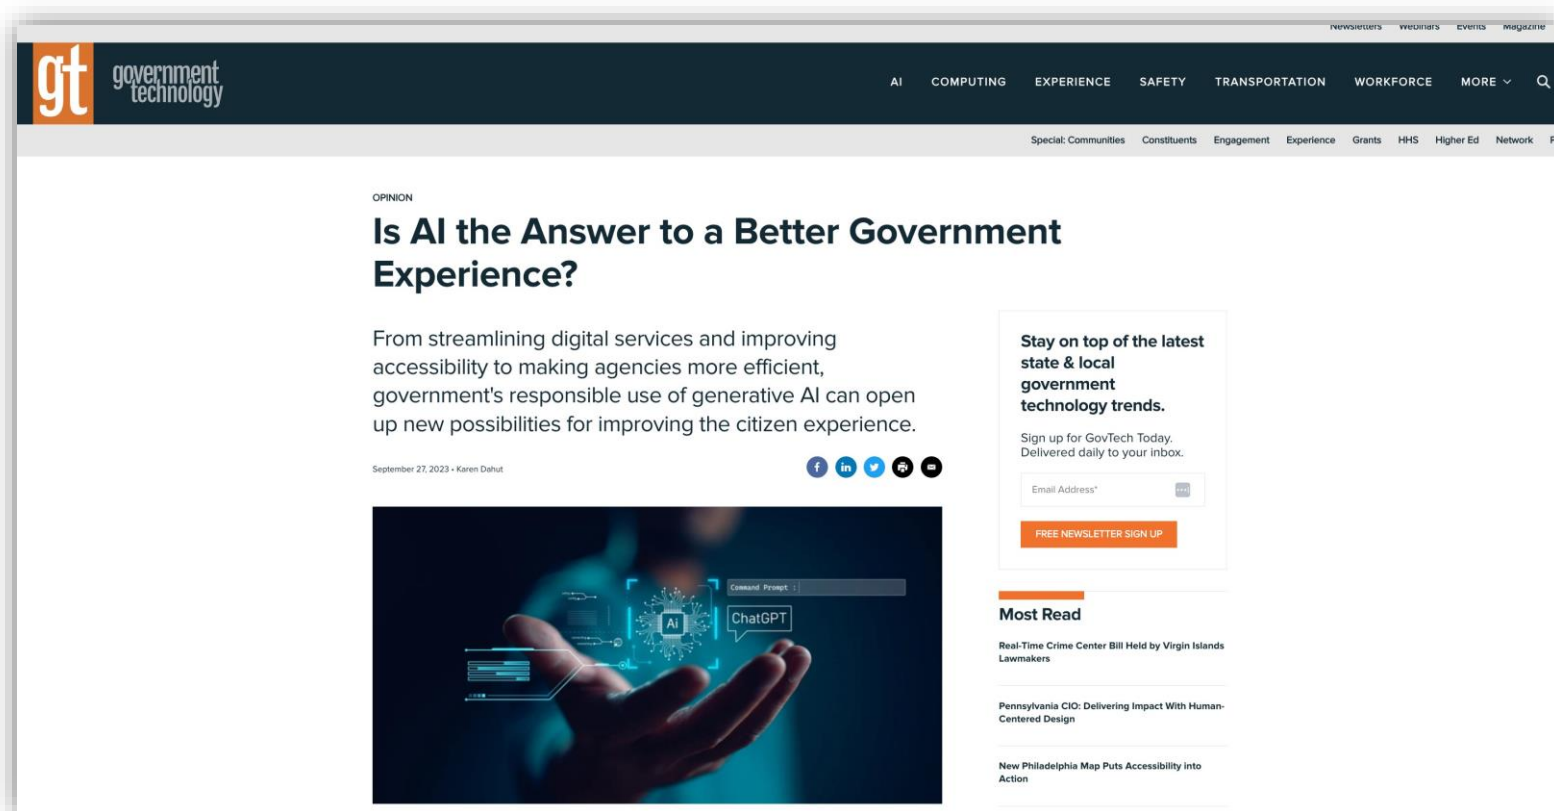 Newsletters Webinars Events Magazine
gt government
technology
AI COMPUTING EXPERIENCE SAFETY TRANSPORTATION WORKFORCE MORE
Special: Communities Constituents Engagement Experience Grants HHS Higher Ed Network
OPINION
Is AI the Answer to a Better Government
Experience?
From streamlining digital services and improving
accessibility to making agencies more efficient,
government's responsible use of generative AI can open
up new possibilities for improving the citizen experience.
September 27, 2023 • Karen Dahut
f in
Command Prompt :
Ai
ChatGPT
Stay on top of the latest
state & local
government
technology trends.
Sign up for GovTech Today.
Delivered daily to your inbox.
Email Address*
FREE NEWSLETTER SIGN UP
Most Read
Real-Time Crime Center Bill Held by Virgin Islands
Lawmakers
Pennsylvania CIO: Delivering Impact With Human-
Centered Design
New Philadelphia Map Puts Accessibility into
Action